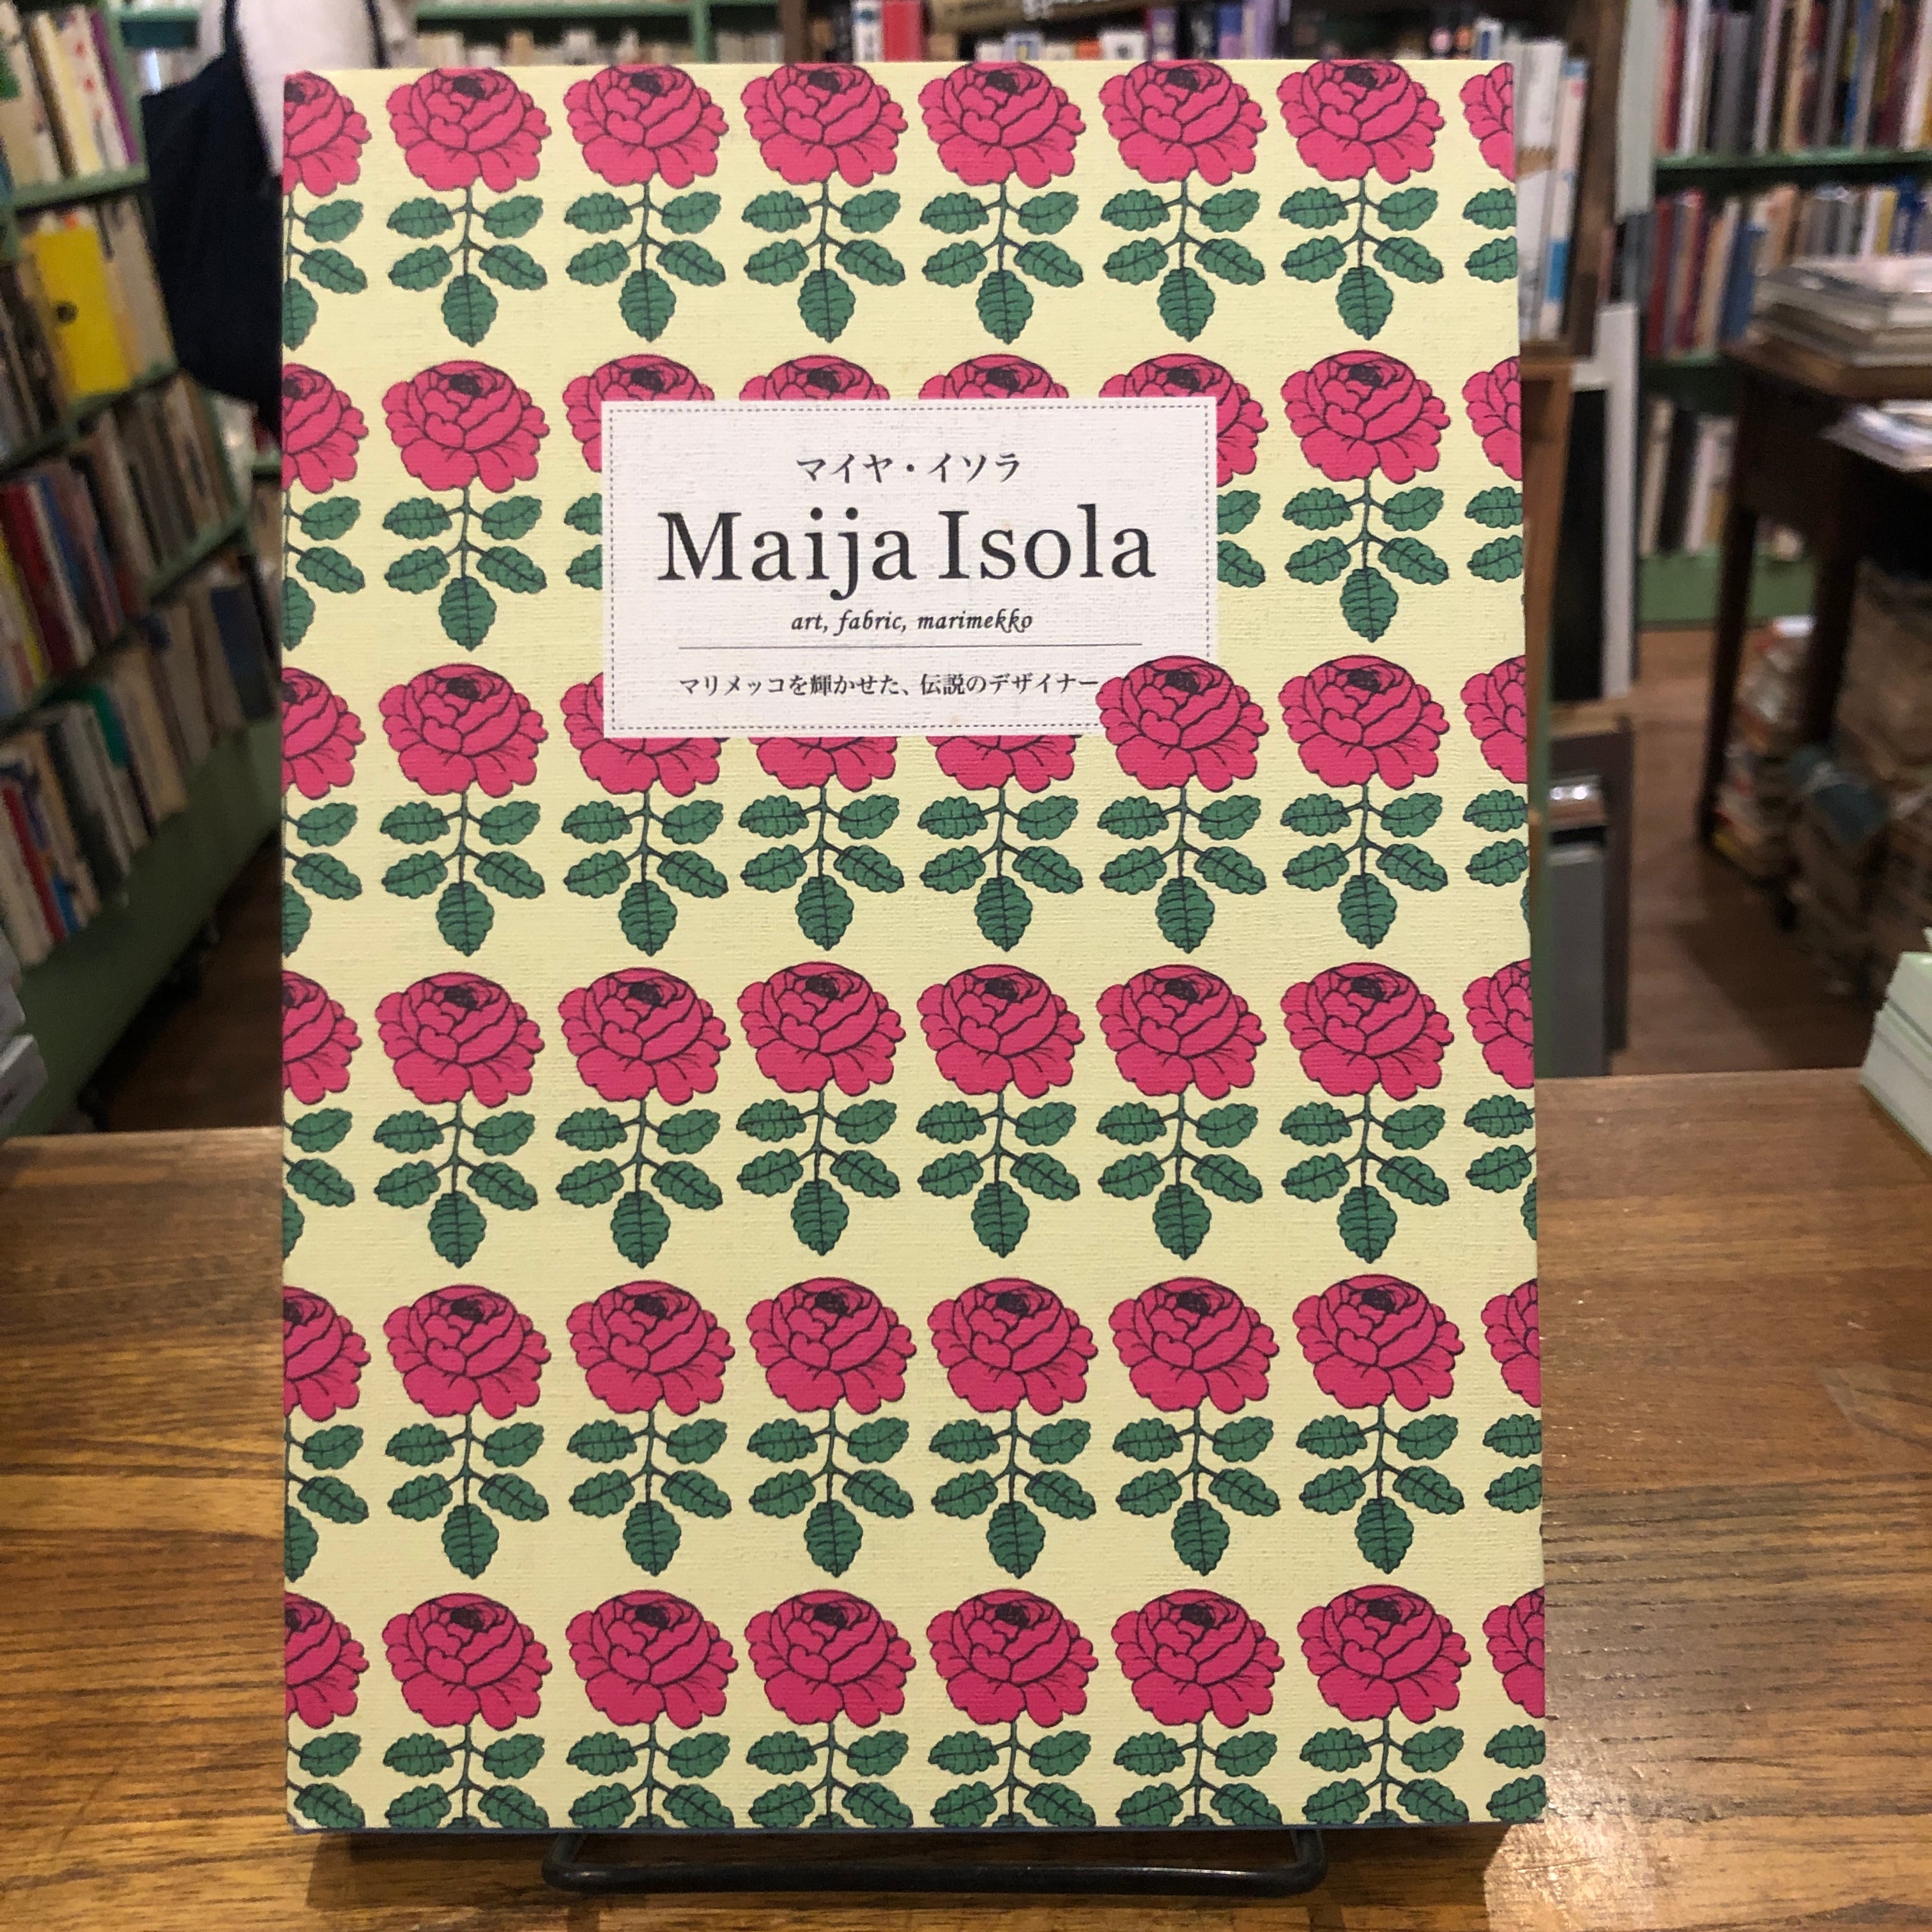 マイヤ・イソラ
Maija Isola
art, fabric, marimekko
マリメッコを輝かせた、伝説のデザイナー